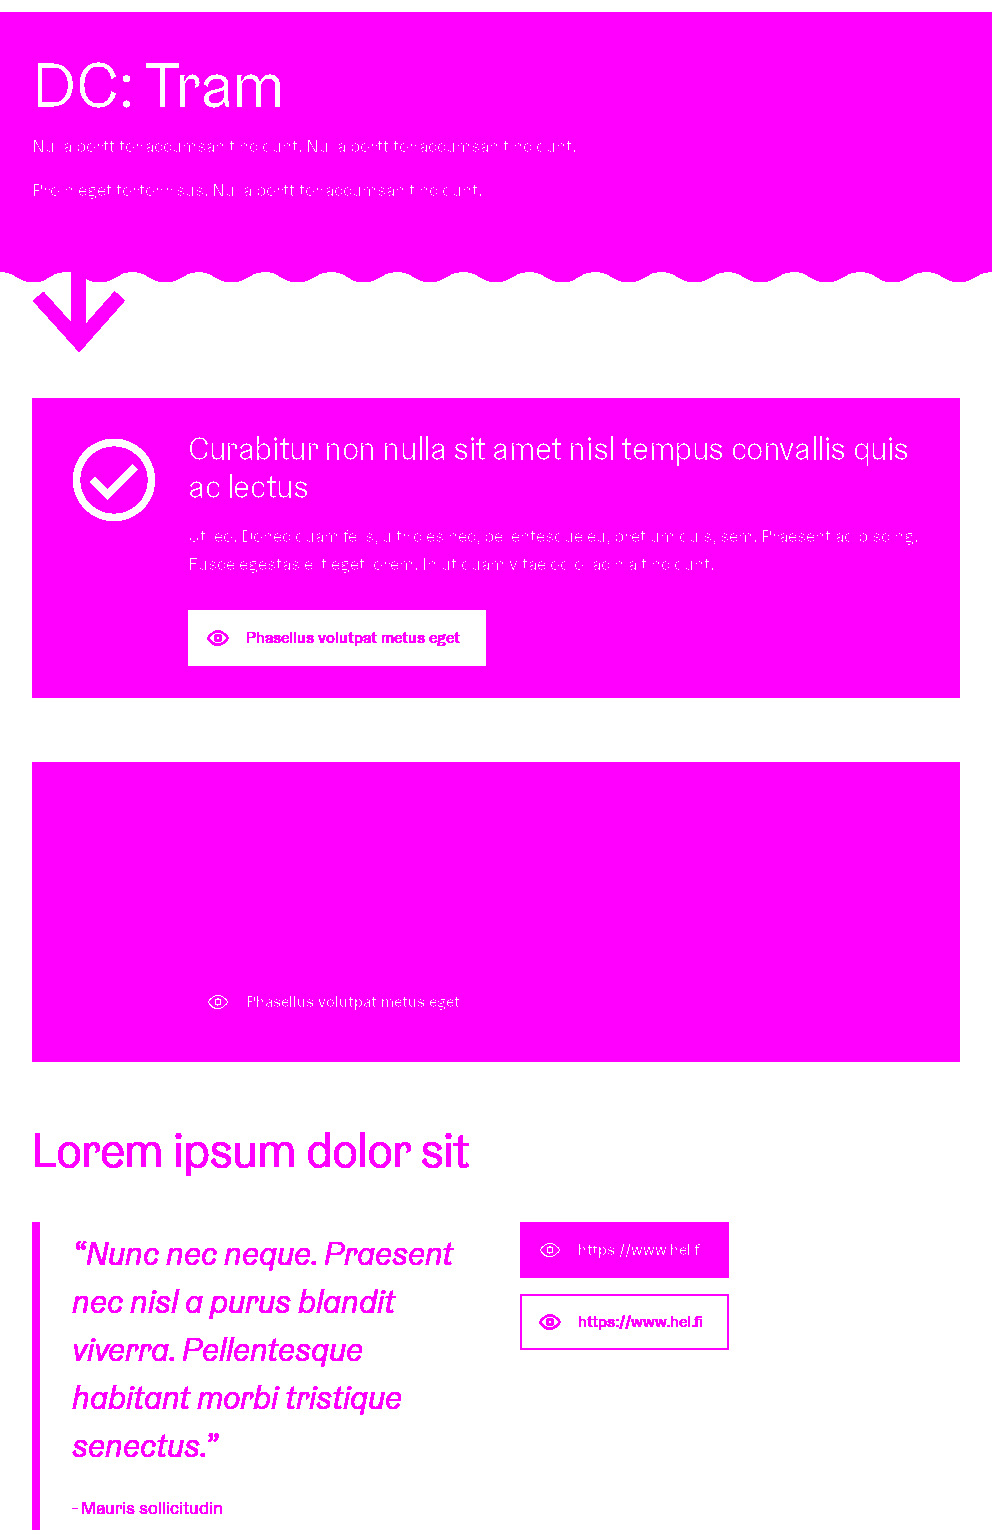 DC: Tram
Nulla porttitor accumsan tincidunt. Nulla porttitor accumsan tincidunt.
Proin eget tortor risus. Nulla porttitor accumsan tincidunt.
Curabitur non nulla sit amet nisl tempus convallis quis
ac lectus
Ut leo. Donec quam felis, ultricies nec, pellentesque eu, pretium quis, sem. Praesent adipiscing.
Fusce egestas elit eget lorem. In ut quam vitae odio lacinia tincidunt.
Phasellus volutpat metus eget
Phasellus volutpat metus eget
Lorem ipsum dolor sit
“Nunc nec neque. Praesent
nec nisl a purus blandit
viverra. Pellentesque
habitant morbi tristique
senectus.”
- Mauris sollicitudin
https://www.hel.fi
https://www.hel.fi